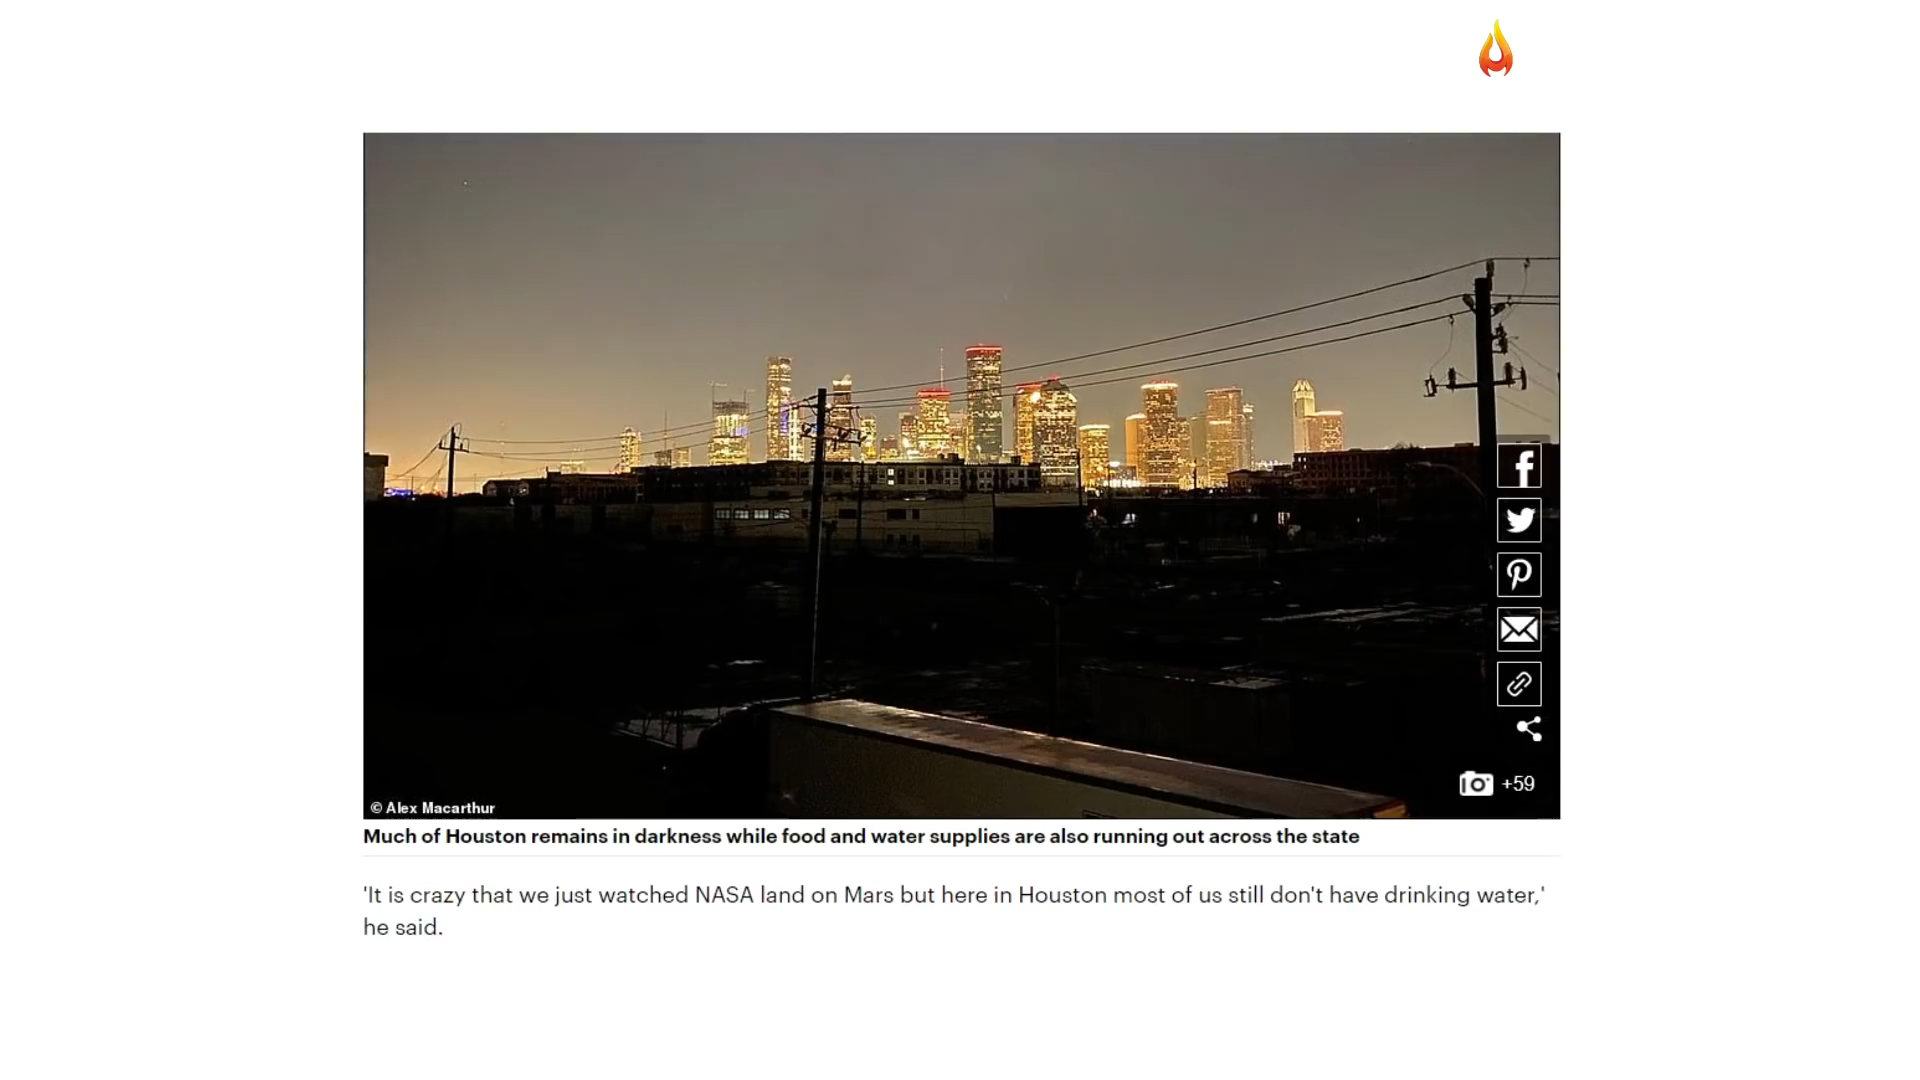 +59
© Alex Macarthur
Much of Houston remains in darkness while food and water supplies are also running out across the state
'It is crazy that we just watched NASA land on Mars but here in Houston most of us still don't have drinking water,'
he said.